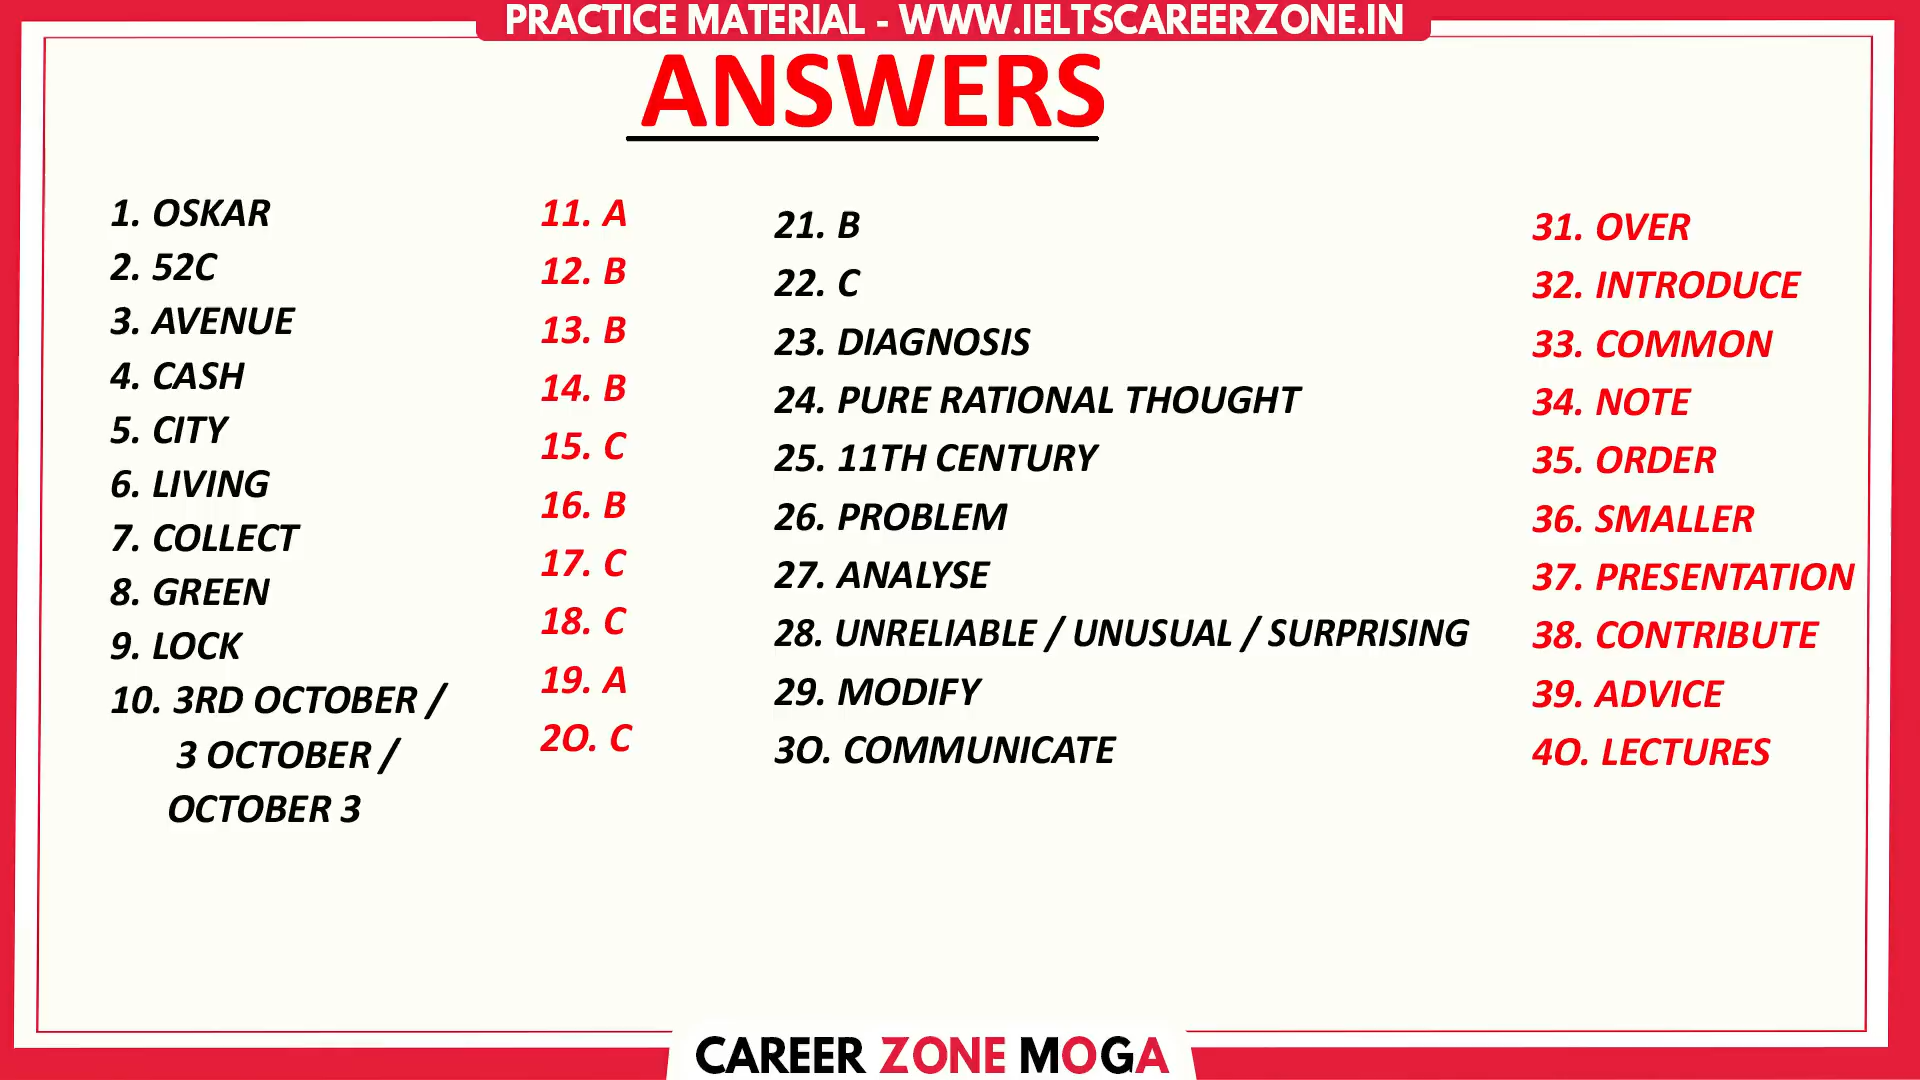 PRACTICE MATERIAL - WWW.IELTSCAREERZONE.IN
ANSWERS
1. OSKAR
2. 52C
3. AVENUE
4. CASH
5. CITY
6. LIVING
7. COLLECT
8. GREEN
9. LOCK
10. 3RD OCTOBER /
3 OCTOBER /
OCTOBER 3
11. A
12. B
13. B
14. B
15. C
16. B
17. C
18. C
19. A
2O. C
21. B
22. C
23. DIAGNOSIS
24. PURE RATIONAL THOUGHT
25. 11TH CENTURY
26. PROBLEM
27. ANALYSE
28. UNRELIABLE / UNUSUAL / SURPRISING
29. MODIFY
3O. COMMUNICATE
31. OVER
32. INTRODUCE
33. COMMON
34. NOTE
35. ORDER
36. SMALLER
37. PRESENTATION
38. CONTRIBUTE
39. ADVICE
4O. LECTURES
CAREER ZONE MOGA